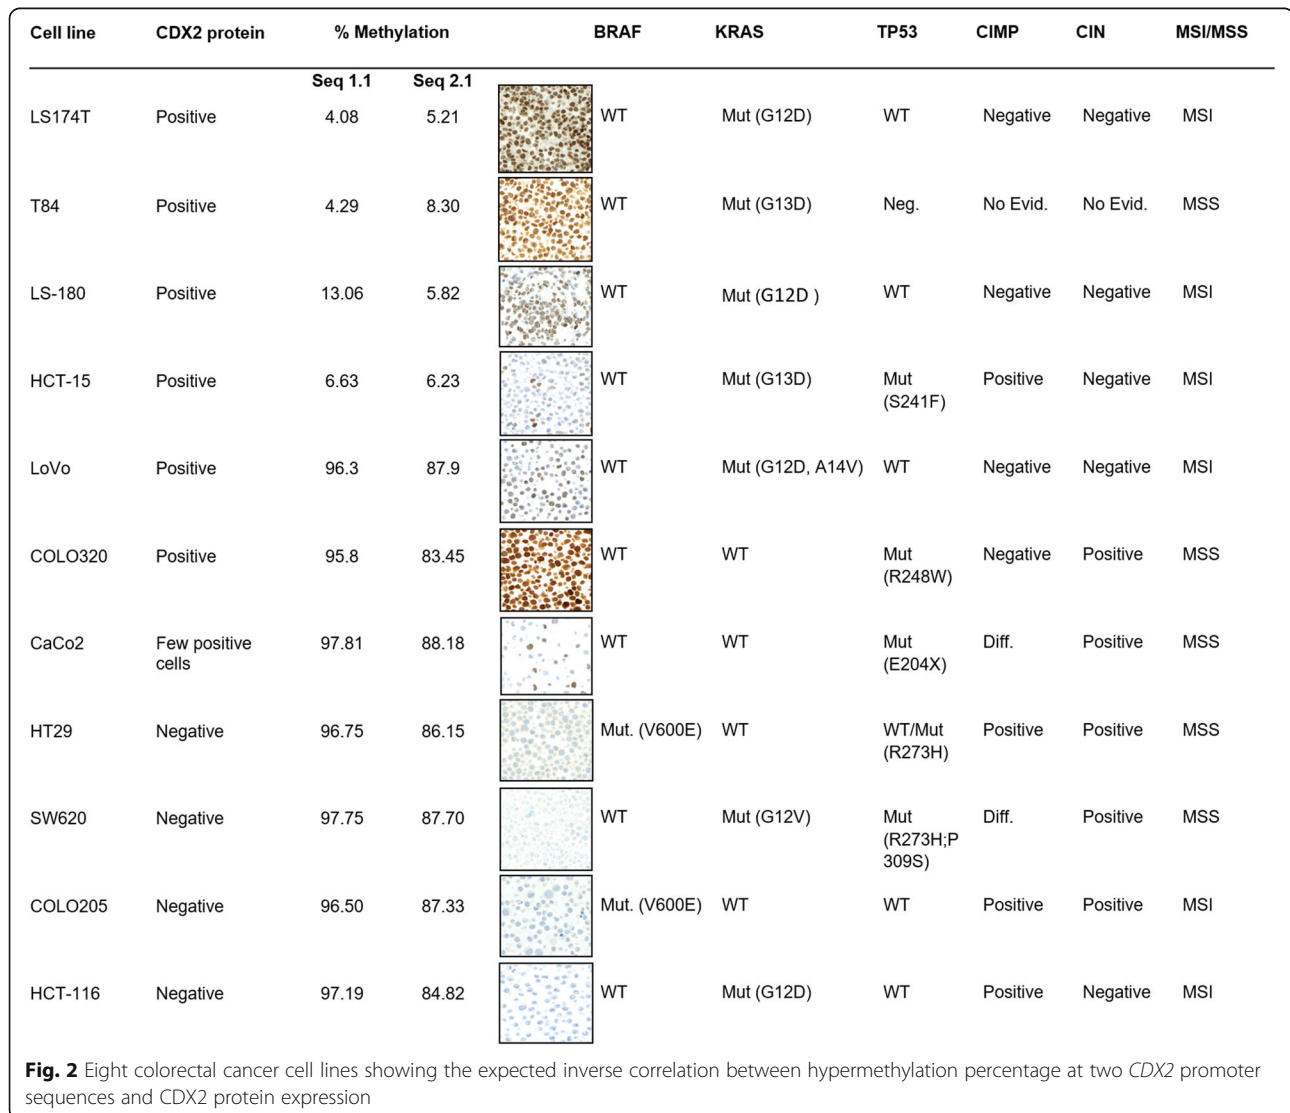 Cell line CDX2 protein % Methylation BRAF KRAS TP53 CIMP CIN MSI/MSS
Seq 1.1 Seq 2.1
LS174T Positive 4.08 5.21 WT Mut (G12D) WT Negative Negative MSI
T84 Positive 4.29 8.30 WT Mut (G13D) Neg. No Evid. No Evid. MSS
LS-180 Positive 13.06 5.82 WT Mut (G12D ) WT Negative Negative MSI
HCT-15 Positive 6.63 6.23 WT Mut (G13D) Mut Positive Negative MSI
(S241F)
LoVo Positive 96.3 87.9 WT Mut (G12D, A14V) WT Negative Negative MSI
COLO320 Positive 95.8 83.45 WT WT Mut Negative Positive MSS
(R248W)
CaCo2 Few positive 97.81 88.18 WT WT Mut Diff. Positive MSS
cells (E204X)
HT29 Negative 96.75 86.15 Mut. (V600E) WT WT/Mut Positive Positive MSS
(R273H)
SW620 Negative 97.75 87.70 WT Mut (G12V) Mut Diff. Positive MSS
(R273H;P
309S)
COLO205 Negative 96.50 87.33 Mut. (V600E) WT WT Positive Positive MSI
HCT-116 Negative 97.19 84.82 WT Mut (G12D) WT Positive Negative MSI
Fig. 2 Eight colorectal cancer cell lines showing the expected inverse correlation between hypermethylation percentage at two CDX2 promoter
sequences and CDX2 protein expression